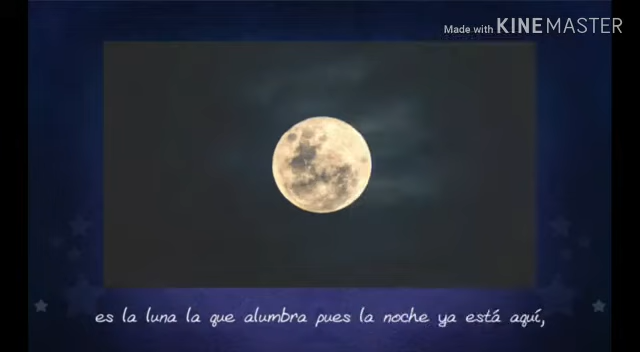 Made with KINEMASTER
es la luna la que alumbra pues la noche ya está aquí,